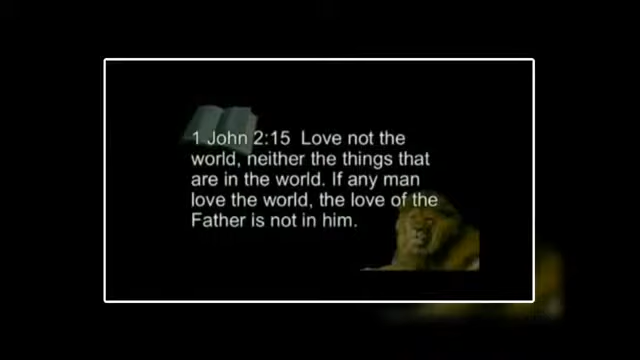 1 John 2:15 Love not the
world, neither the things that
are in the world. If any man
love the world, the love of the
Father is not in him.